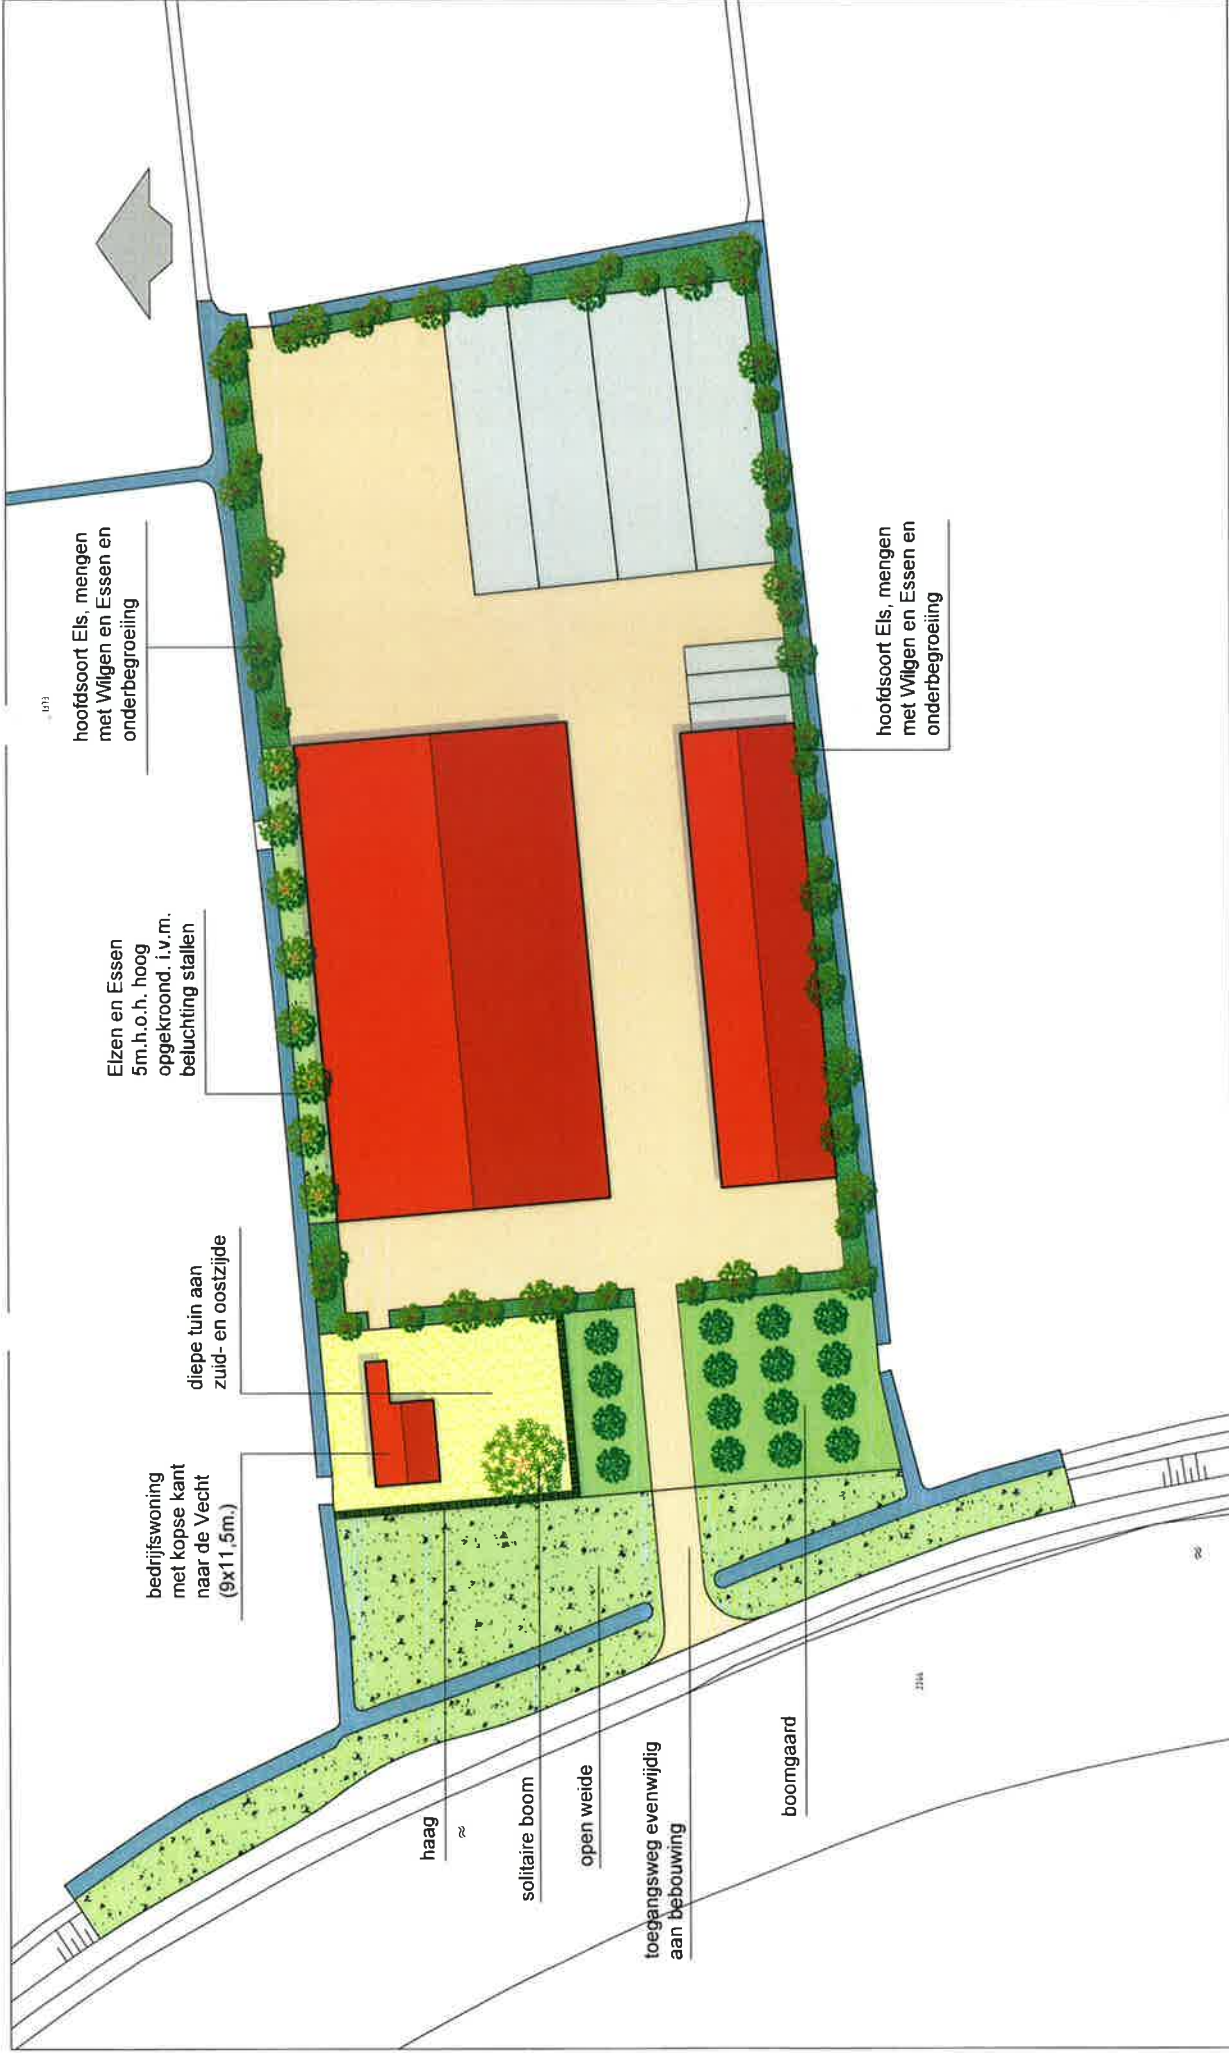 hoofdsoort Els, mengen
met Wilgen en Essen en
onderbegroeiing
Elzen en Essen
5m.h.o.h. hoog
opgekroond. i.v.m.
beluchting stallen
diepe tuin aan
zuid- en oostzijde
bedrijfswoning
met kopse kant
naar de Vecht
(9x11,5m.)
hoofdsoort Els, mengen
met Wilgen en Essen en
onderbegroeiing
haag
solitaire boom
open weide
toegangsweg evenwijdig
aan bebouwing
boomgaard